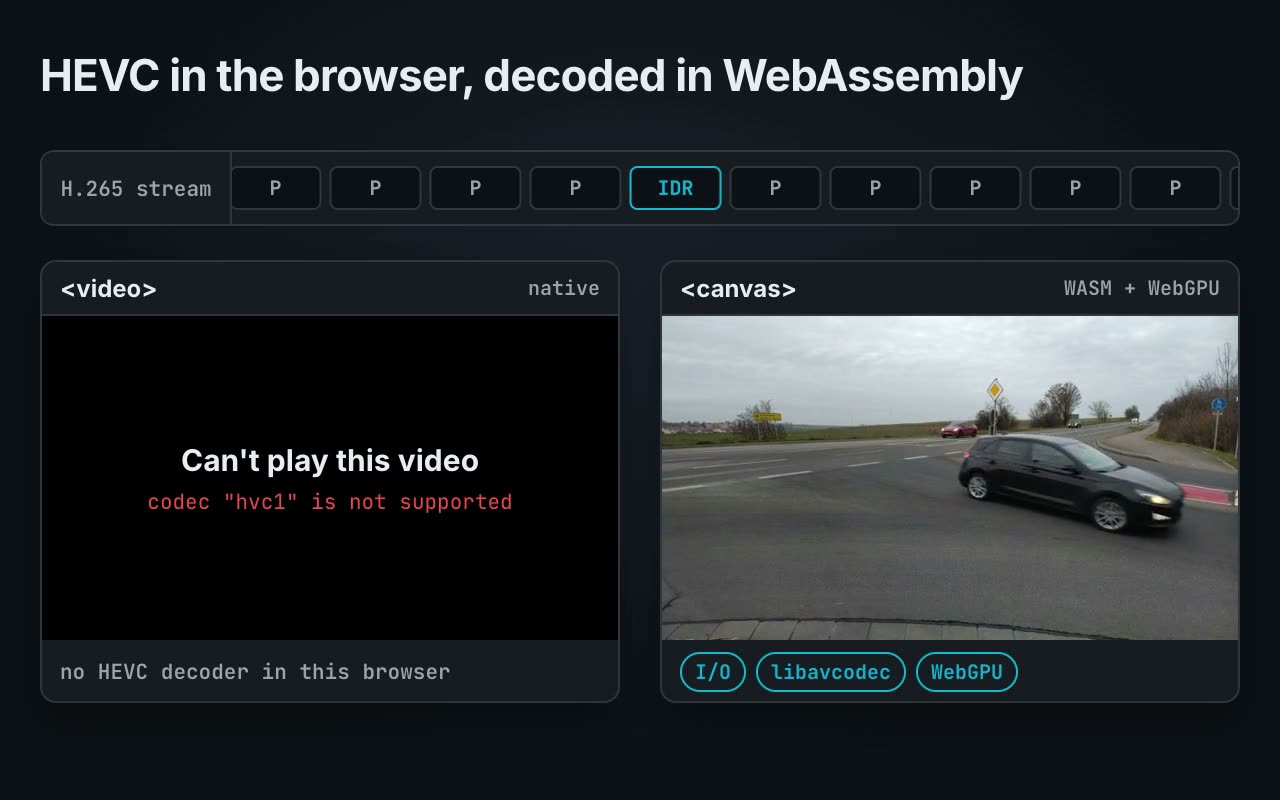 HEVC in the browser, decoded in WebAssembly
H.265 stream P P P P IDR P P P P P
<video> native
Can't play this video
codec "hvc1" is not supported
no HEVC decoder in this browser
<canvas> WASM + WebGPU
I/O libavcodec WebGPU